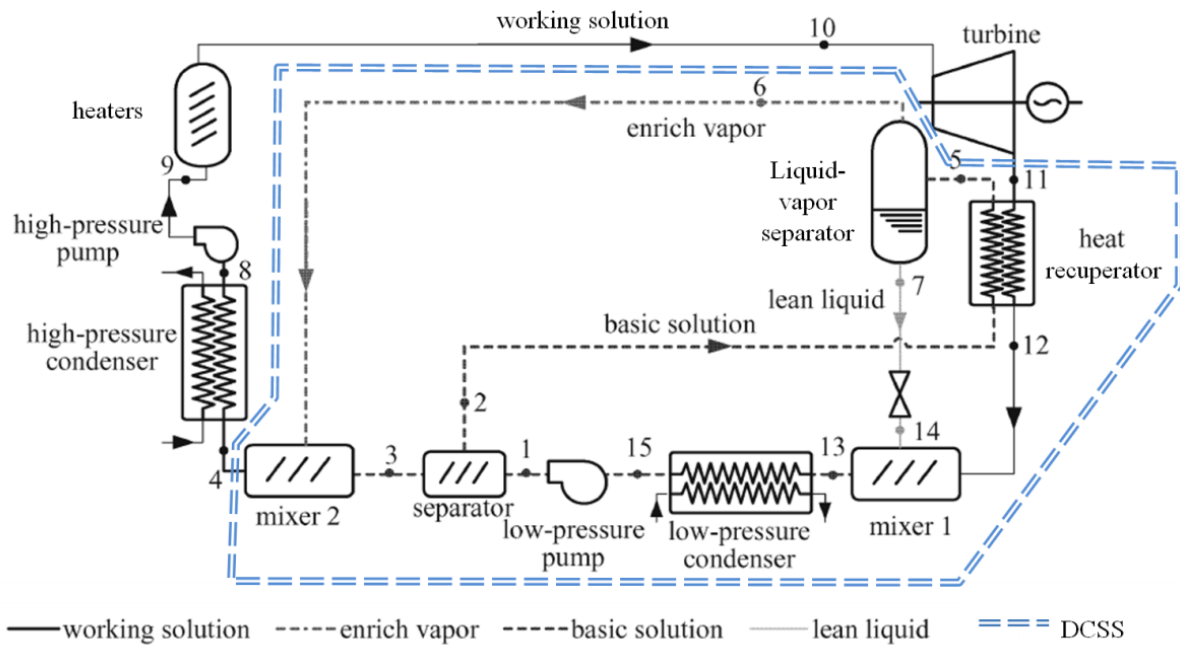 working solution
10
turbine
heaters
6
enrich vapor
9
5
11
Liquid-
vapor
separator
high-pressure
pump
8
heat
recuperator
7
lean liquid
high-pressure
condenser
basic solution
12
2
4
3
1
15
13
14
mixer 2
separator
low-pressure
pump
low-pressure
condenser
mixer 1
working solution
enrich vapor
basic solution
lean liquid
DCSS